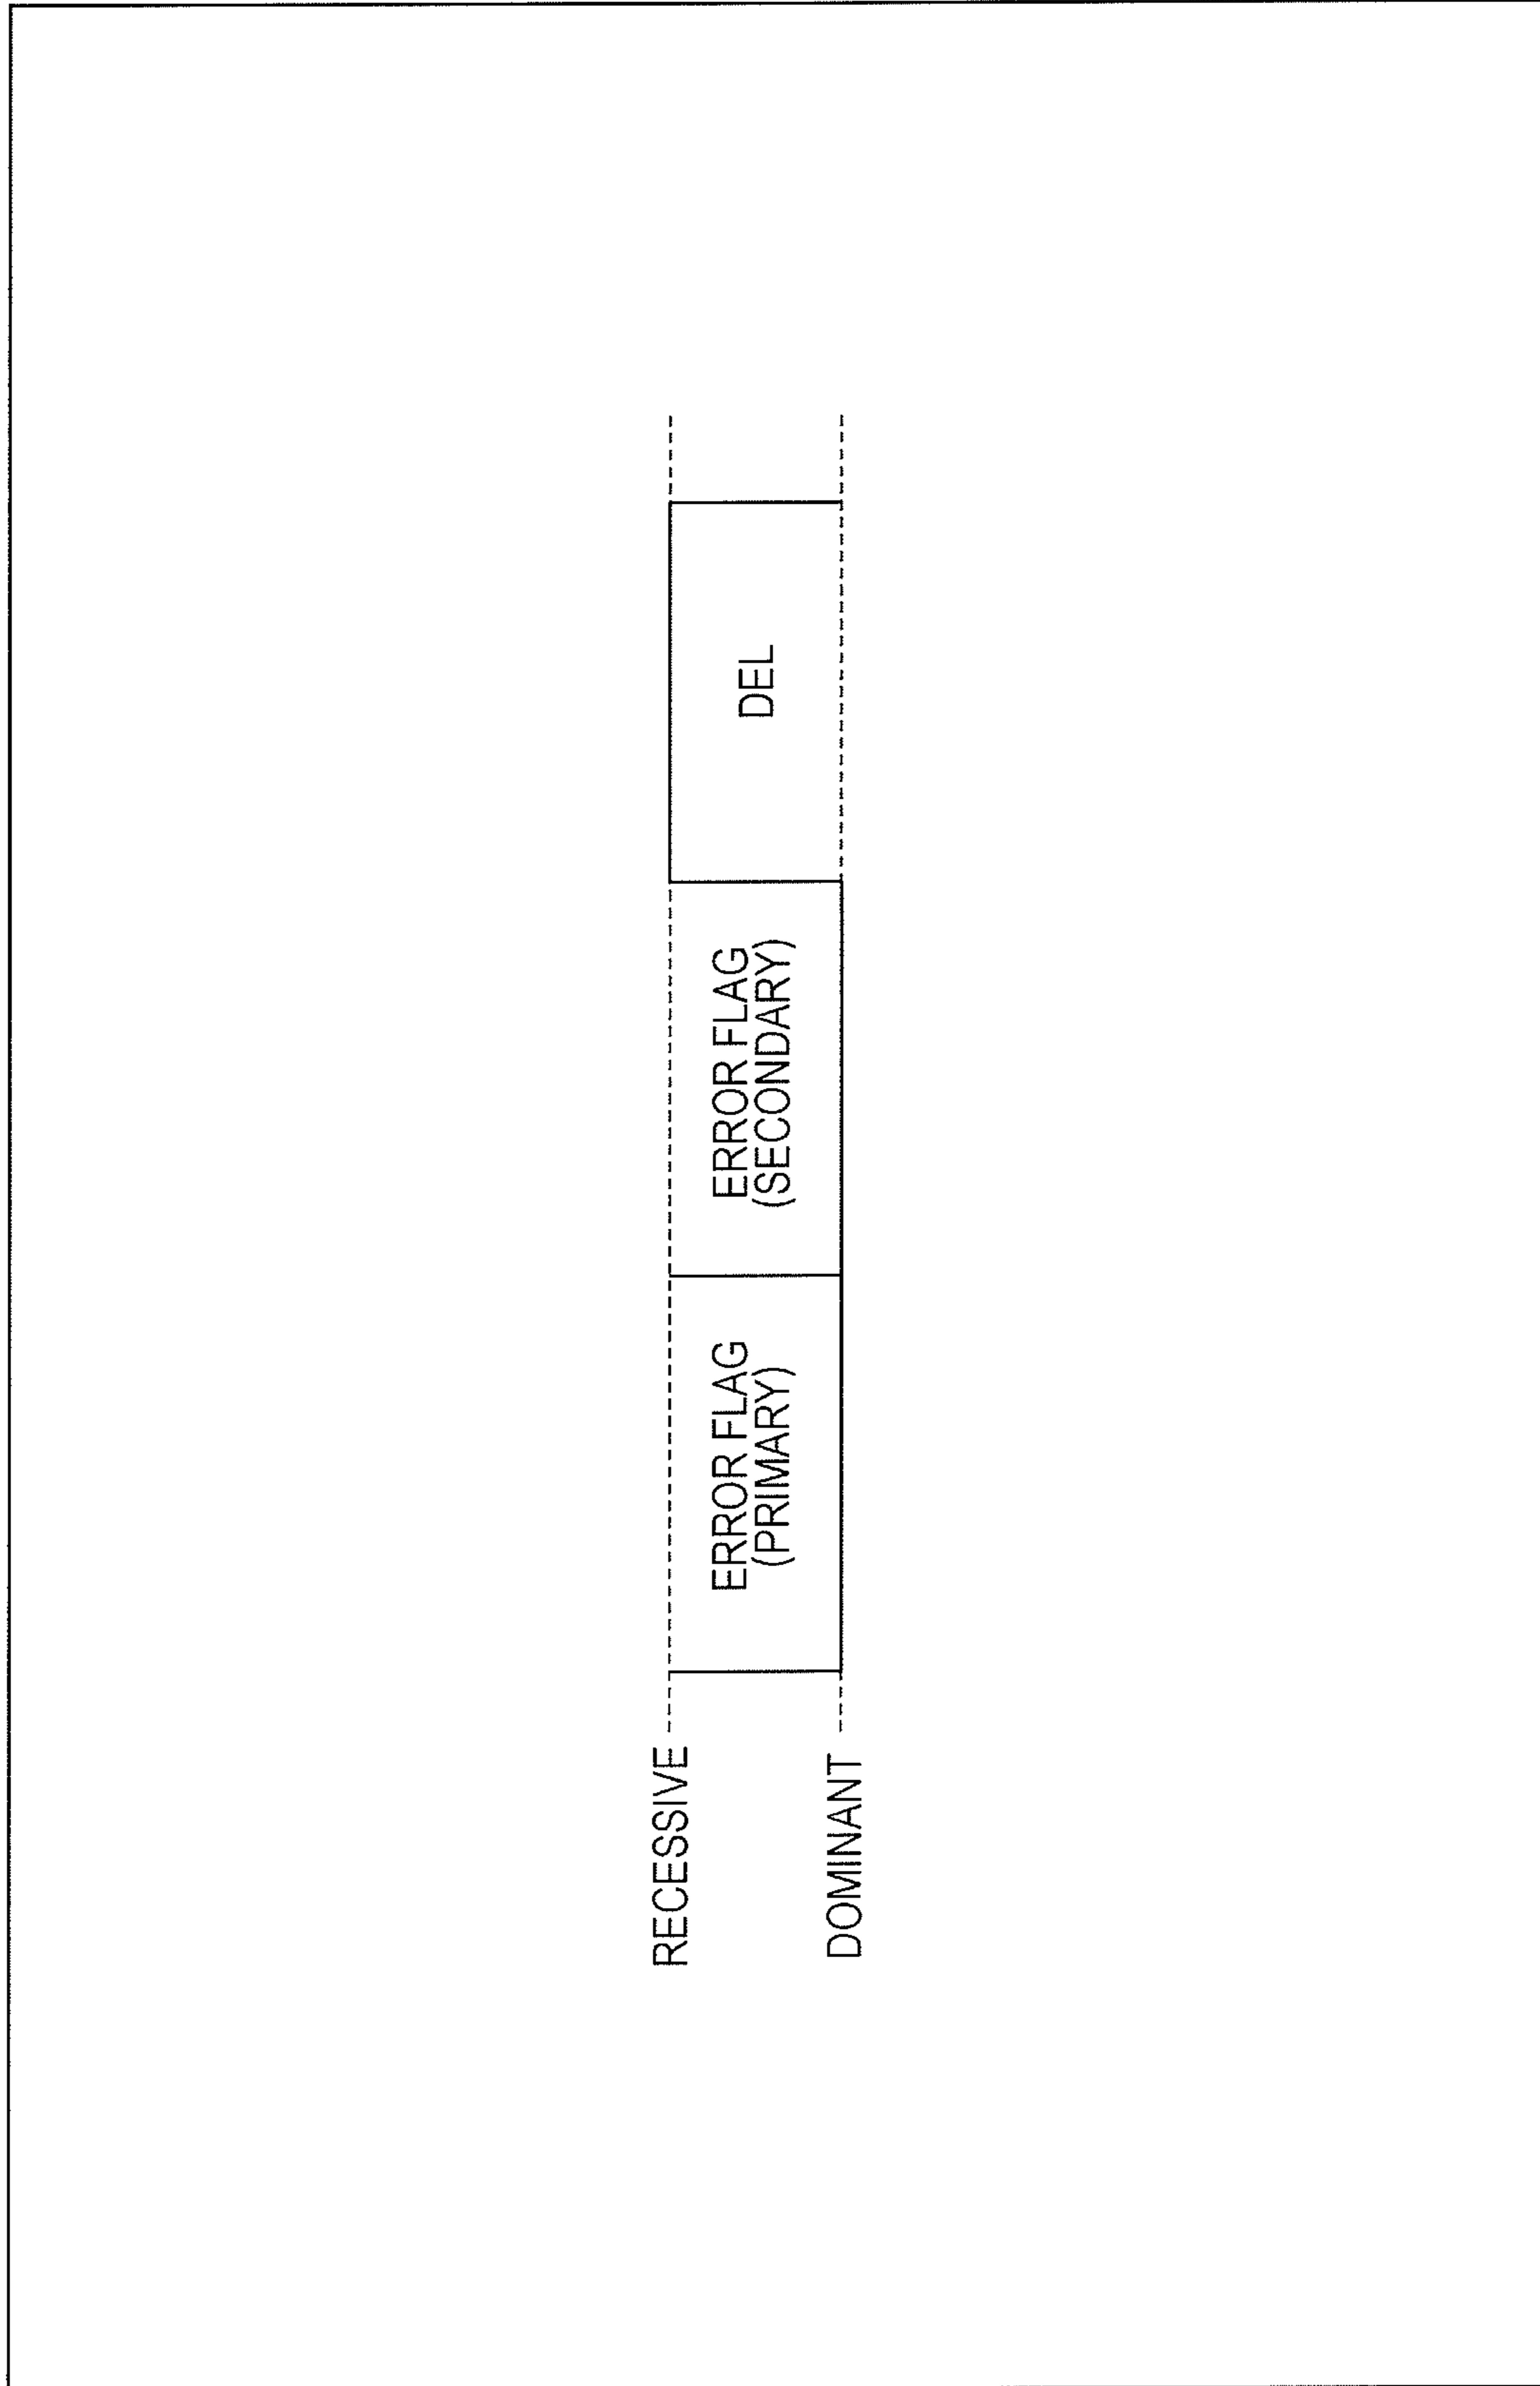 RECESSIVE
DOMINANT
ERROR FLAG
(PRIMARY)
ERROR FLAG
(SECONDARY)
DEL